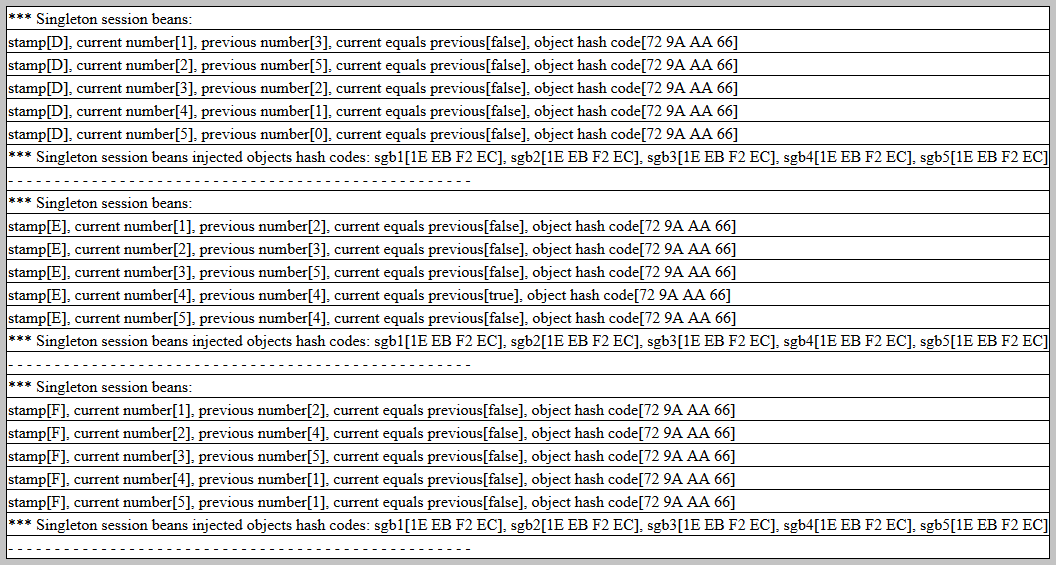 *** Singleton session beans:
stamp[D], current number[1], previous number[3], current equals previous[false], object hash code[72 9A AA 66]
stamp[D], current number[2], previous number[5], current equals previous[false], object hash code[72 9A AA 66]
stamp[D], current number[3], previous number[2], current equals previous[false], object hash code[72 9A AA 66]
stamp[D], current number[4], previous number[1], current equals previous[false], object hash code[72 9A AA 66]
stamp[D], current number[5], previous number[0], current equals previous[false], object hash code[72 9A AA 66]
*** Singleton session beans injected objects hash codes: sgb1[1E EB F2 EC], sgb2[1E EB F2 EC], sgb3[1E EB F2 EC], sgb4[1E EB F2 EC], sgb5[1E EB F2 EC]
- - - - - - - - - - - - - - - - - - - - - - - - - - - - - - - - - - - - - - - - - - - - - - - - - -
*** Singleton session beans:
stamp[E], current number[1], previous number[2], current equals previous[false], object hash code[72 9A AA 66]
stamp[E], current number[2], previous number[3], current equals previous[false], object hash code[72 9A AA 66]
stamp[E], current number[3], previous number[5], current equals previous[false], object hash code[72 9A AA 66]
stamp[E], current number[4], previous number[4], current equals previous[true], object hash code[72 9A AA 66]
stamp[E], current number[5], previous number[4], current equals previous[false], object hash code[72 9A AA 66]
*** Singleton session beans injected objects hash codes: sgb1[1E EB F2 EC], sgb2[1E EB F2 EC], sgb3[1E EB F2 EC], sgb4[1E EB F2 EC], sgb5[1E EB F2 EC]
- - - - - - - - - - - - - - - - - - - - - - - - - - - - - - - - - - - - - - - - - - - - - - - - - -
*** Singleton session beans:
stamp[F], current number[1], previous number[2], current equals previous[false], object hash code[72 9A AA 66]
stamp[F], current number[2], previous number[4], current equals previous[false], object hash code[72 9A AA 66]
stamp[F], current number[3], previous number[5], current equals previous[false], object hash code[72 9A AA 66]
stamp[F], current number[4], previous number[1], current equals previous[false], object hash code[72 9A AA 66]
stamp[F], current number[5], previous number[1], current equals previous[false], object hash code[72 9A AA 66]
*** Singleton session beans injected objects hash codes: sgb1[1E EB F2 EC], sgb2[1E EB F2 EC], sgb3[1E EB F2 EC], sgb4[1E EB F2 EC], sgb5[1E EB F2 EC]
- - - - - - - - - - - - - - - - - - - - - - - - - - - - - - - - - - - - - - - - - - - - - - - - - -